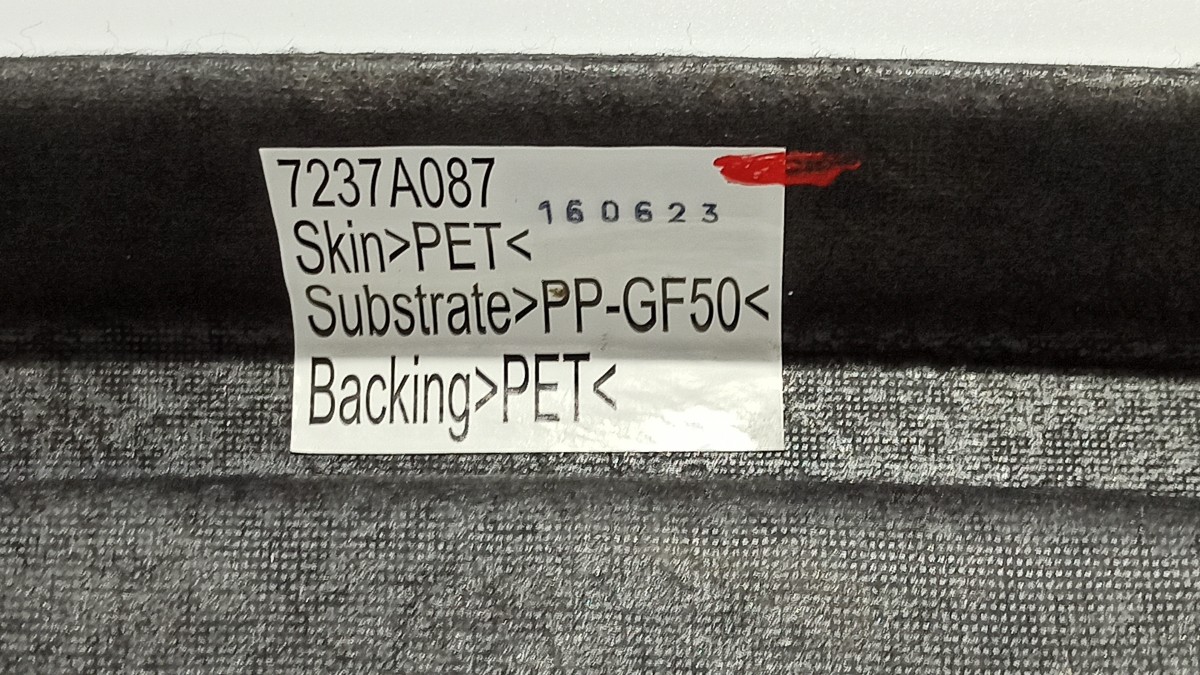 7237A087
160623
Skin>PET<
Substrate>PP-GF50<
Backing>PET<